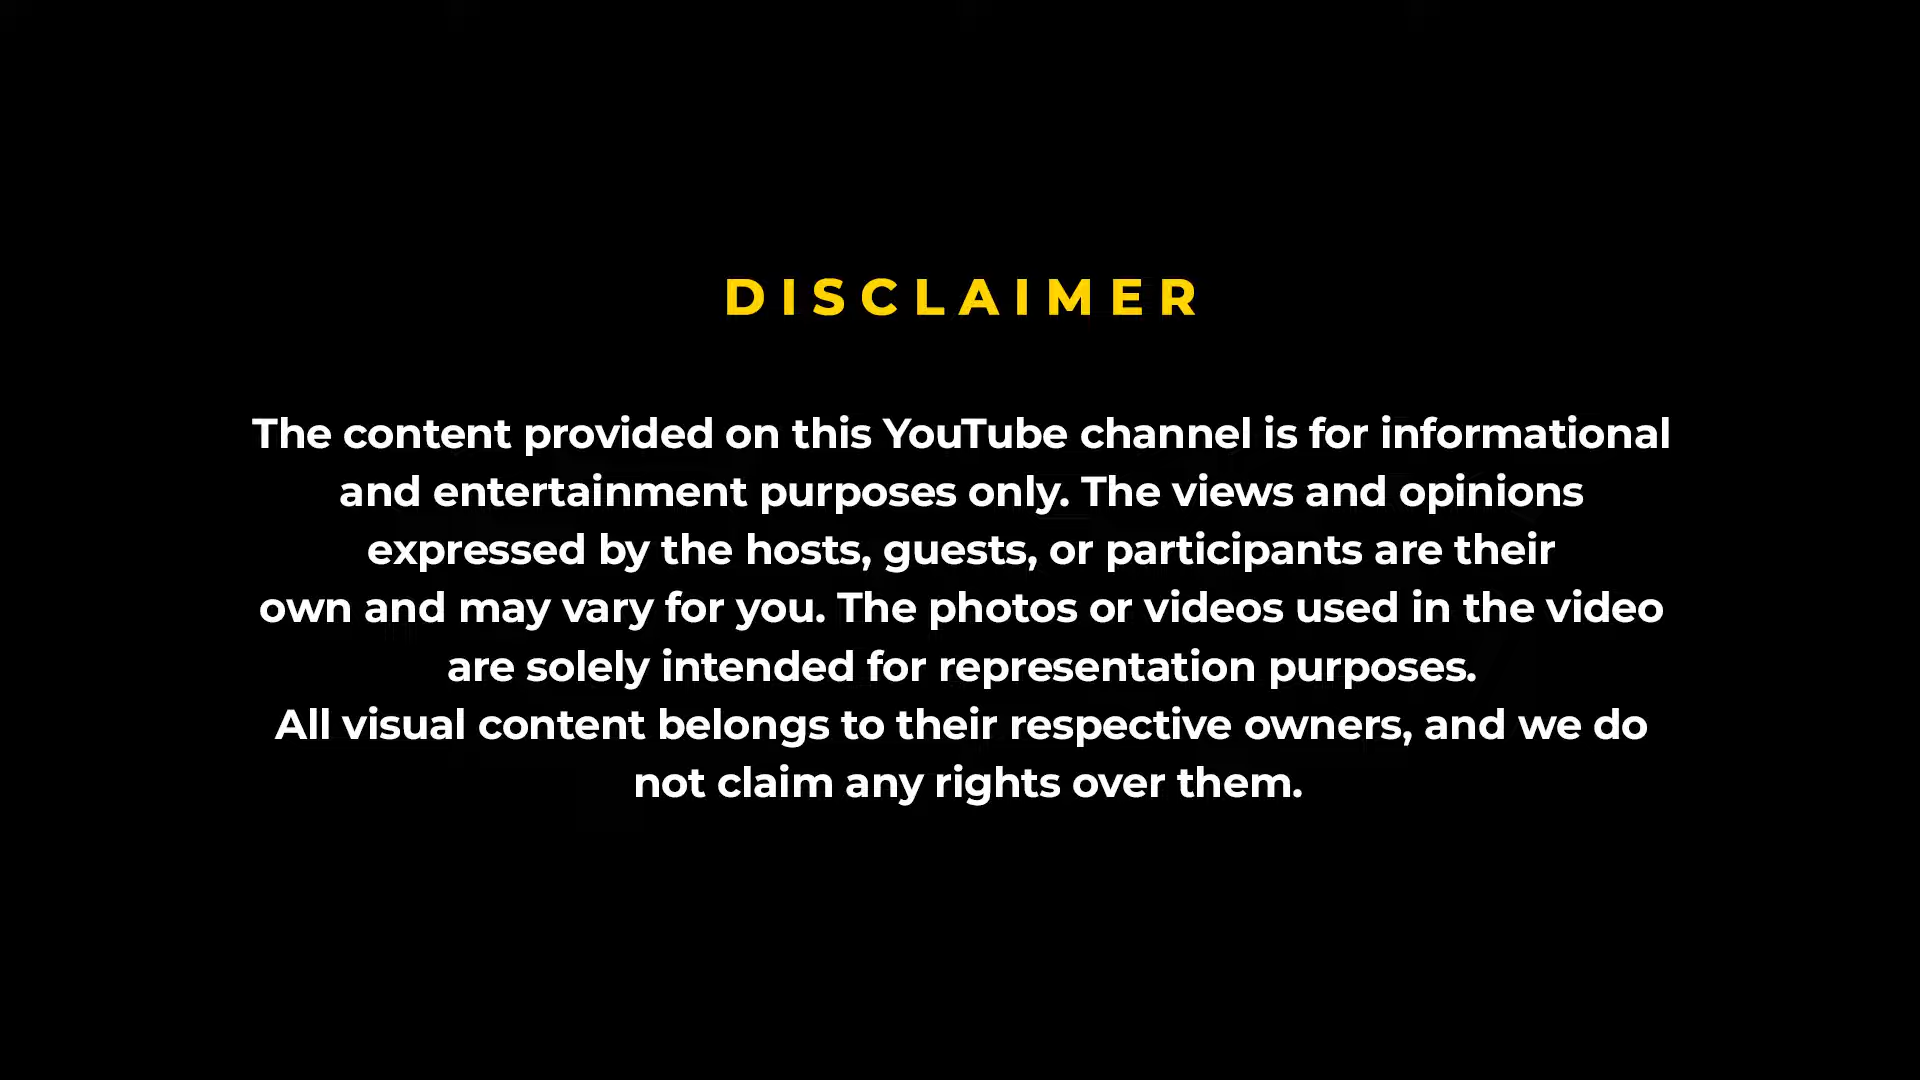 DISCLAIMER
The content provided on this YouTube channel is for informational
and entertainment purposes only. The views and opinions
expressed by the hosts, guests, or participants are their
own and may vary for you. The photos or videos used in the video
are solely intended for representation purposes.
All visual content belongs to their respective owners, and we do
not claim any rights over them.